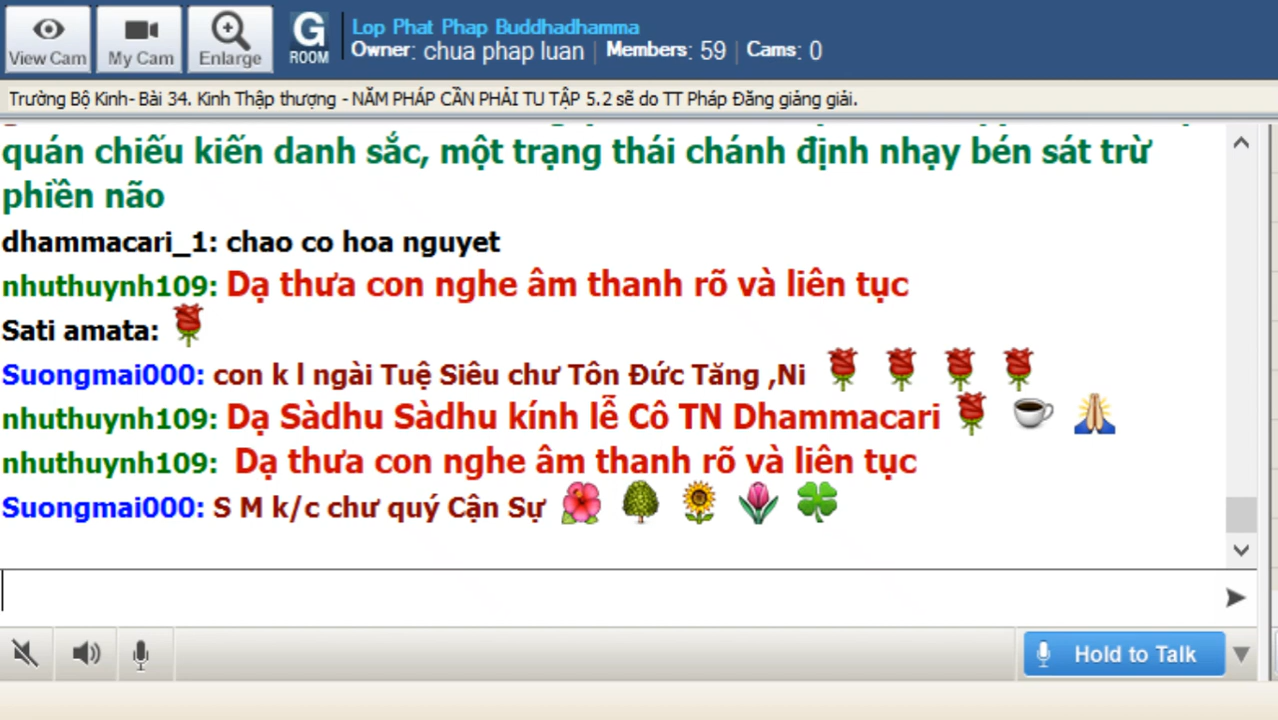 View Cam
My Cam
Enlarge
G
ROOM
Lop Phat Phap Buddhadhamma
Owner: chua phap luan | Members: 59 | Cams: 0
Trường Bộ Kinh- Bài 34. Kinh Thập thượng - NĂM PHÁP CẦN PHẢI TU TẬP 5.2 sẽ do TT Pháp Đăng giảng giải.
quán chiếu kiến danh sắc, một trạng thái chánh định nhạy bén sát trừ
phiền não
dhammacari_1: chao co hoa nguyet
nhuthuynh109: Dạ thưa con nghe âm thanh rõ và liên tục
Sati amata:
Suongmai000: con k l ngài Tuệ Siêu chư Tôn Đức Tăng ,Ni
nhuthuynh109: Dạ Sàdhu Sàdhu kính lễ Cô TN Dhammacari
nhuthuynh109: Dạ thưa con nghe âm thanh rõ và liên tục
Suongmai000: S M k/c chư quý Cận Sự
Hold to Talk